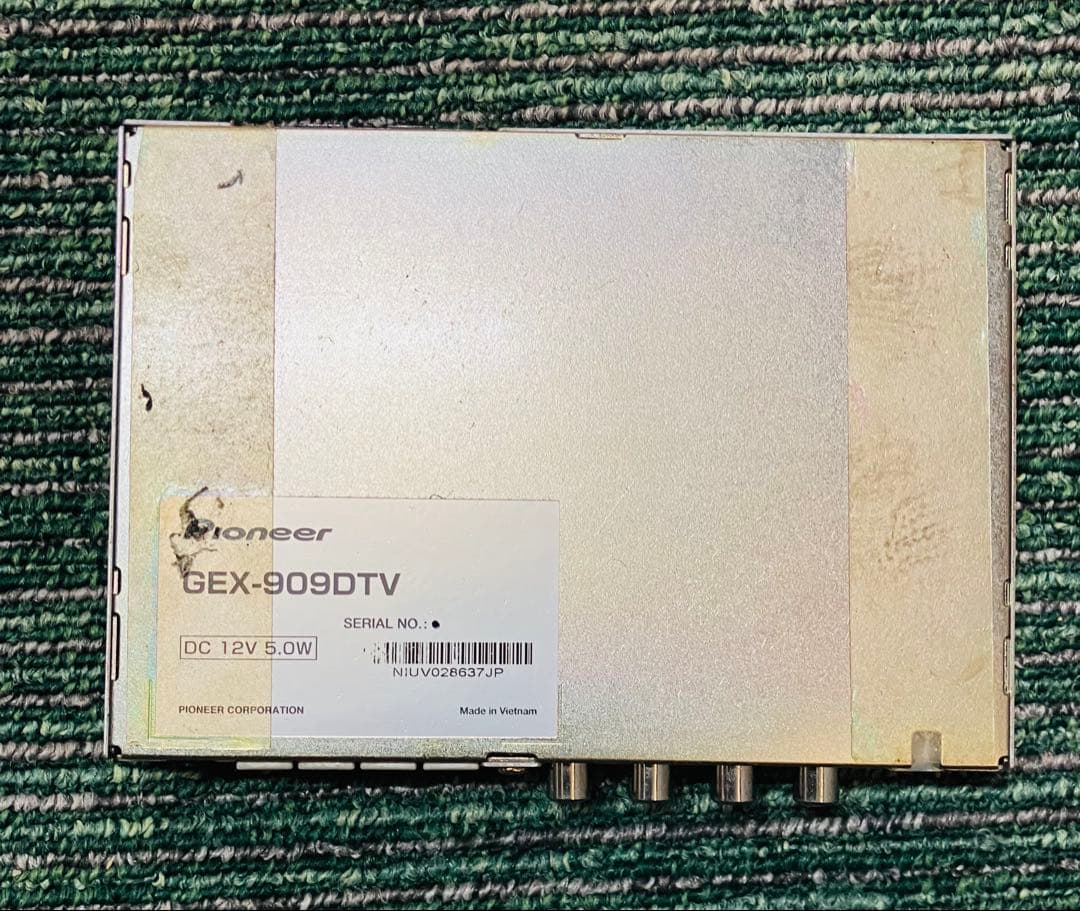 Pioneer
GEX-909DTV
SERIAL NO.:
DC 12V 5.0W
NIUV028637JP
PIONEER CORPORATION
Made in Vietnam